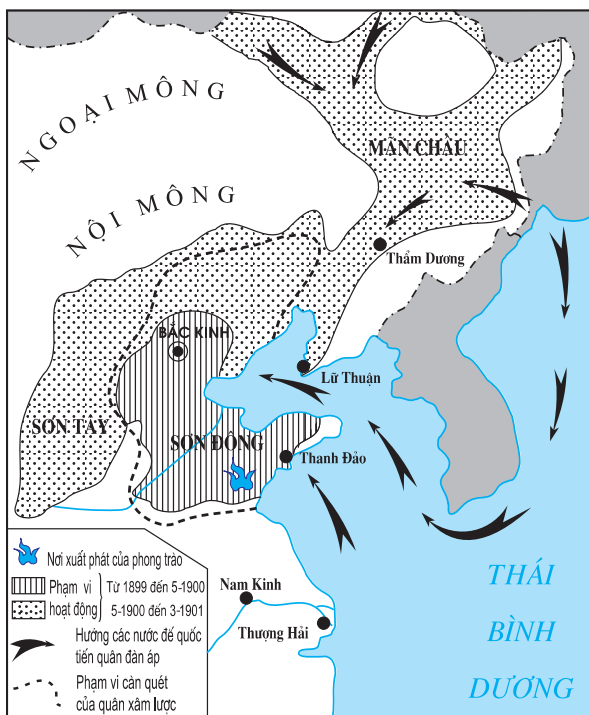 NGOẠI MÔNG
NỘI MÔNG
MÃN CHÂU
Thẩm Dương
BẮC KINH
Lữ Thuận
SƠN TÂY
SƠN ĐÔNG
Thanh Đảo
Nam Kinh
Thượng Hải
THÁI
BÌNH
DƯƠNG
Nơi xuất phát của phong trào
Phạm vi
hoạt động
Từ 1899 đến 5-1900
5-1900 đến 3-1901
Hướng các nước đế quốc
tiến quân đàn áp
Phạm vi càn quét
của quân xâm lược